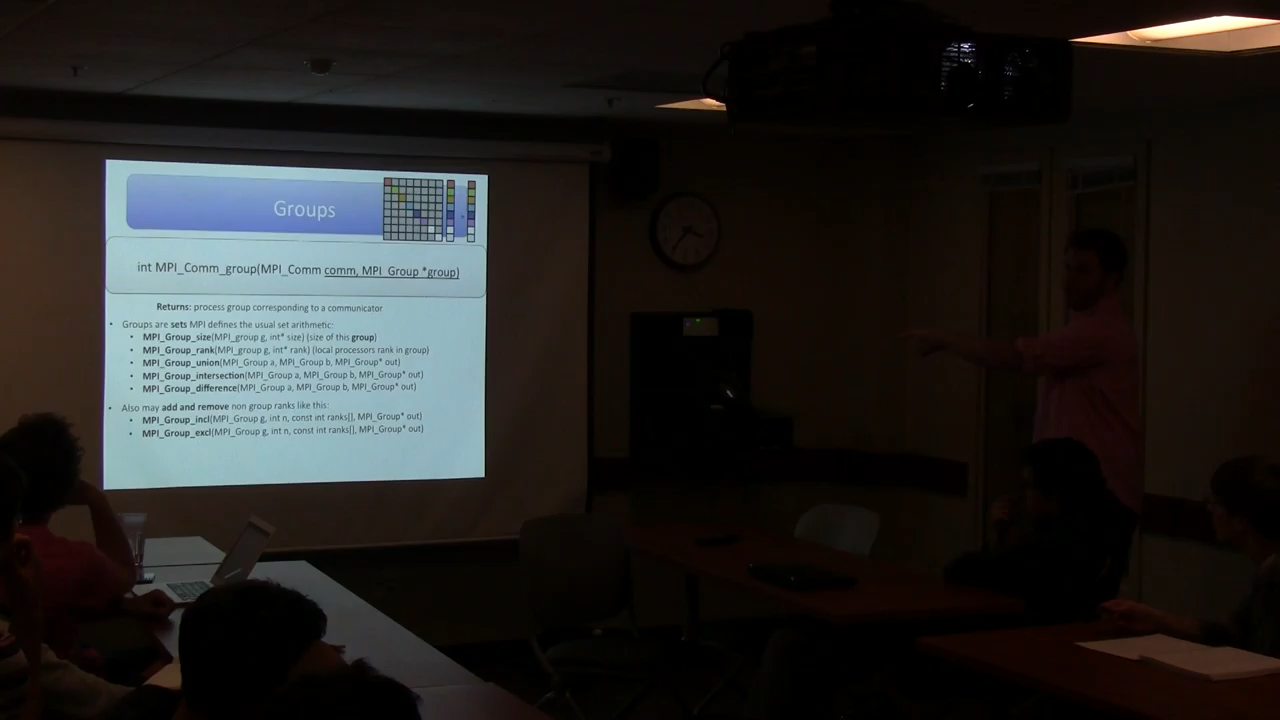 Groups
int MPI_Comm_group(MPI_Comm comm, MPI_Group *group)
Returns: process group corresponding to a communicator
• Groups are sets MPI defines the usual set arithmetic:
• MPI_Group_size(MPI_group g, int* size) (size of this group)
• MPI_Group_rank(MPI_group g, int* rank) (local processors rank in group)
• MPI_Group_union(MPI_Group a, MPI_Group b, MPI_Group* out)
• MPI_Group_intersection(MPI_Group a, MPI_Group b, MPI_Group* out)
• MPI_Group_difference(MPI_Group a, MPI_Group b, MPI_Group* out)
• Also may add and remove non group ranks like this:
• MPI_Group_incl(MPI_Group g, int n, const int ranks[], MPI_Group* out)
• MPI_Group_excl(MPI_Group g, int n, const int ranks[], MPI_Group* out)